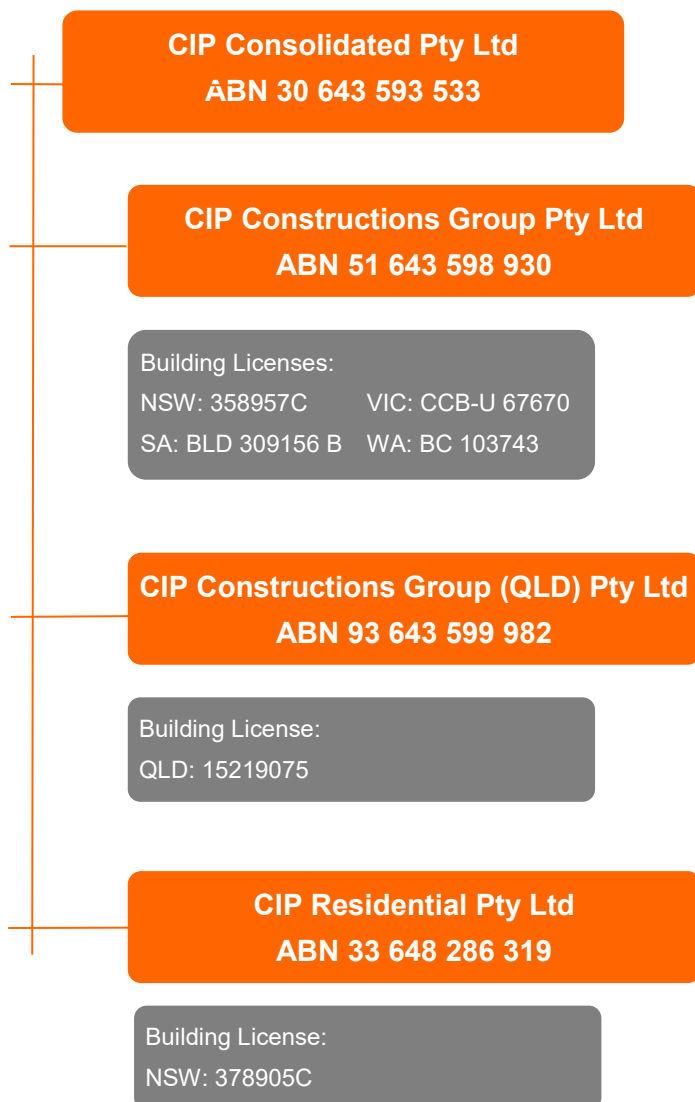 CIP Consolidated Pty Ltd
ABN 30 643 593 533
CIP Constructions Group Pty Ltd
ABN 51 643 598 930
Building Licenses:
NSW: 358957C VIC: CCB-U 67670
SA: BLD 309156 B WA: BC 103743
CIP Constructions Group (QLD) Pty Ltd
ABN 93 643 599 982
Building License:
QLD: 15219075
CIP Residential Pty Ltd
ABN 33 648 286 319
Building License:
NSW: 378905C